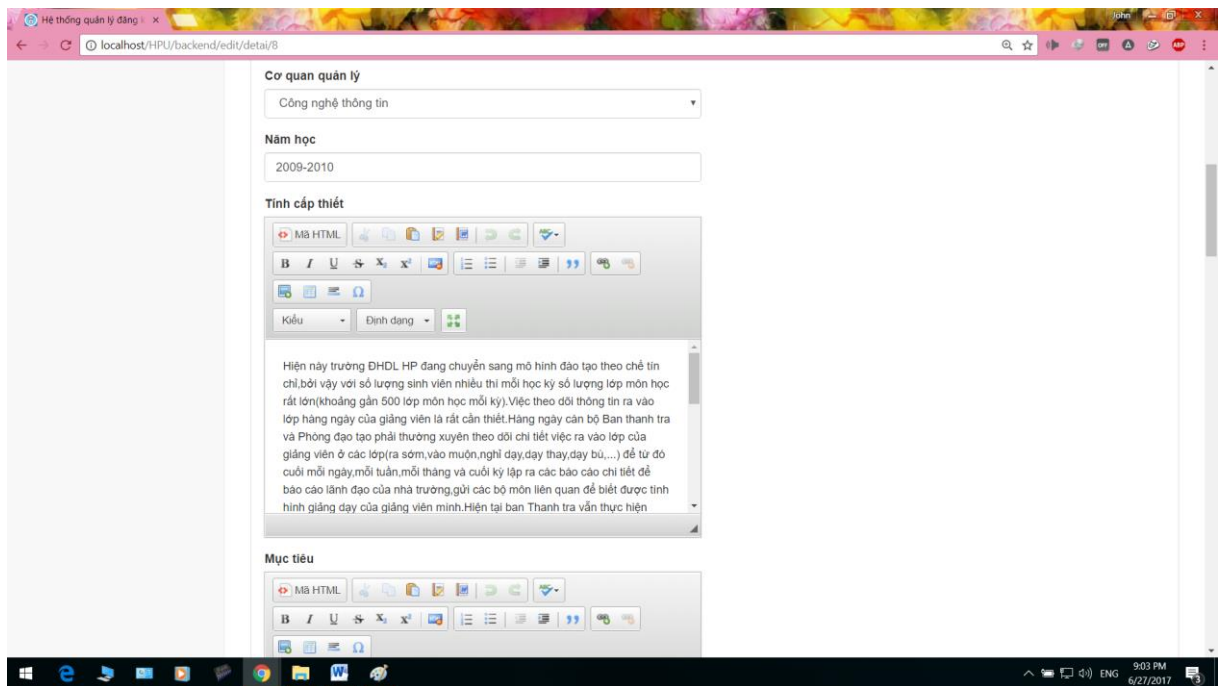 Hệ thống quản lý đăng k
John
localhost/HPU/backend/edit/detai/8
Cơ quan quản lý
Công nghệ thông tin
Năm học
2009-2010
Tính cấp thiết
Mã HTML
B I U S X₂ X²
Kiểu Định dạng
Hiện này trường ĐHDL HP đang chuyển sang mô hình đào tạo theo chế tín
chỉ,bởi vậy với số lượng sinh viên nhiều thì mỗi học kỳ số lượng lớp môn học
rất lớn(khoảng gần 500 lớp môn học mỗi kỳ).Việc theo dõi thông tin ra vào
lớp hàng ngày của giảng viên là rất cần thiết.Hàng ngày cán bộ Ban thanh tra
và Phòng đạo tạo phải thường xuyên theo dõi chi tiết việc ra vào lớp của
giảng viên ở các lớp(ra sớm,vào muộn,nghỉ dạy,dạy thay,dạy bù,...) để từ đó
cuối mỗi ngày,mỗi tuần,mỗi tháng và cuối kỳ lập ra các báo cáo chi tiết để
báo cáo lãnh đạo của nhà trường,gửi các bộ môn liên quan để biết được tình
hình giảng dạy của giảng viên mình.Hiện tại ban Thanh tra vẫn thực hiện
Mục tiêu
Mã HTML
B I U S X₂ X²
ENG
9:03 PM
6/27/2017